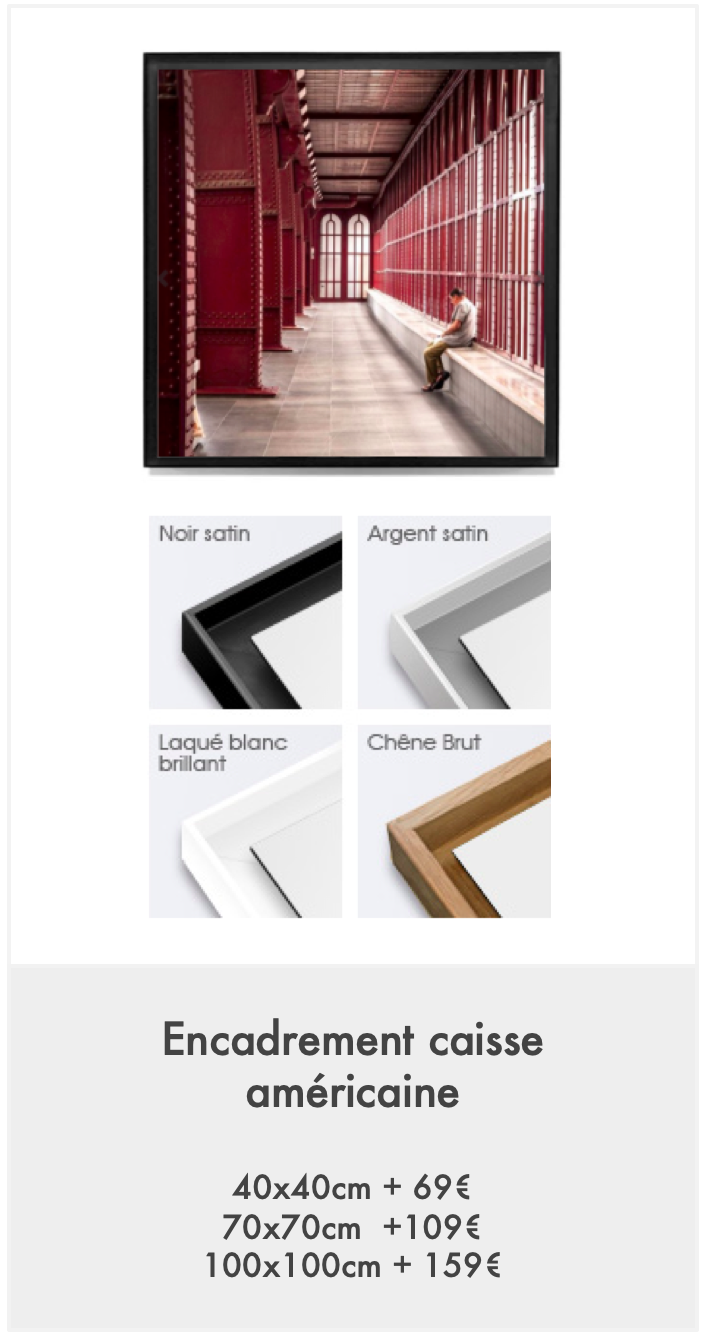 Noir satin
Argent satin
Laqué blanc
brillant
Chêne Brut
Encadrement caisse
américaine
40x40cm + 69€
70x70cm  +109€
100x100cm + 159€